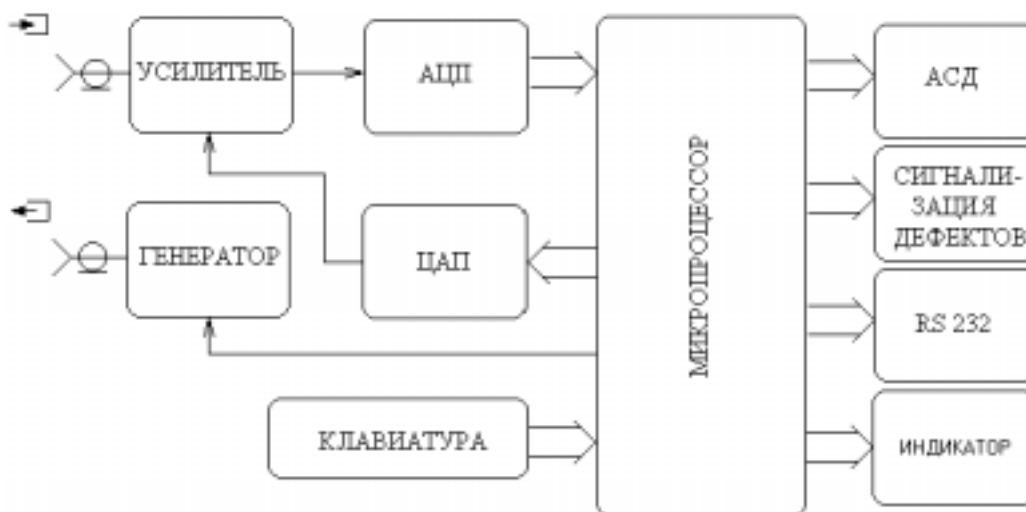 УСИЛИТЕЛЬ
АЦП
АСД
СИГНАЛИ-
ЗАЦИЯ
ДЕФЕКТОВ
ГЕНЕРАТОР
ЦАП
МИКРОПРОЦЕССОР
RS 232
КЛАВИАТУРА
ИНДИКАТОР